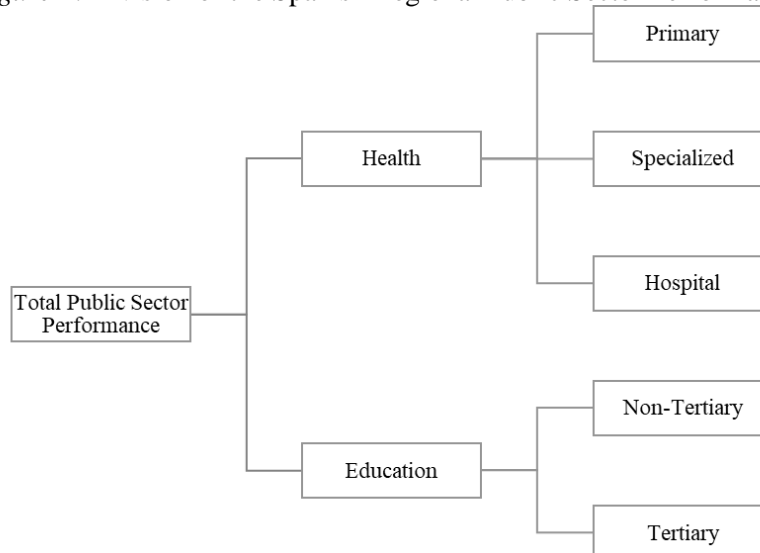 Primary
Health
Specialized
Hospital
Total Public Sector
Performance
Non-Tertiary
Education
Tertiary